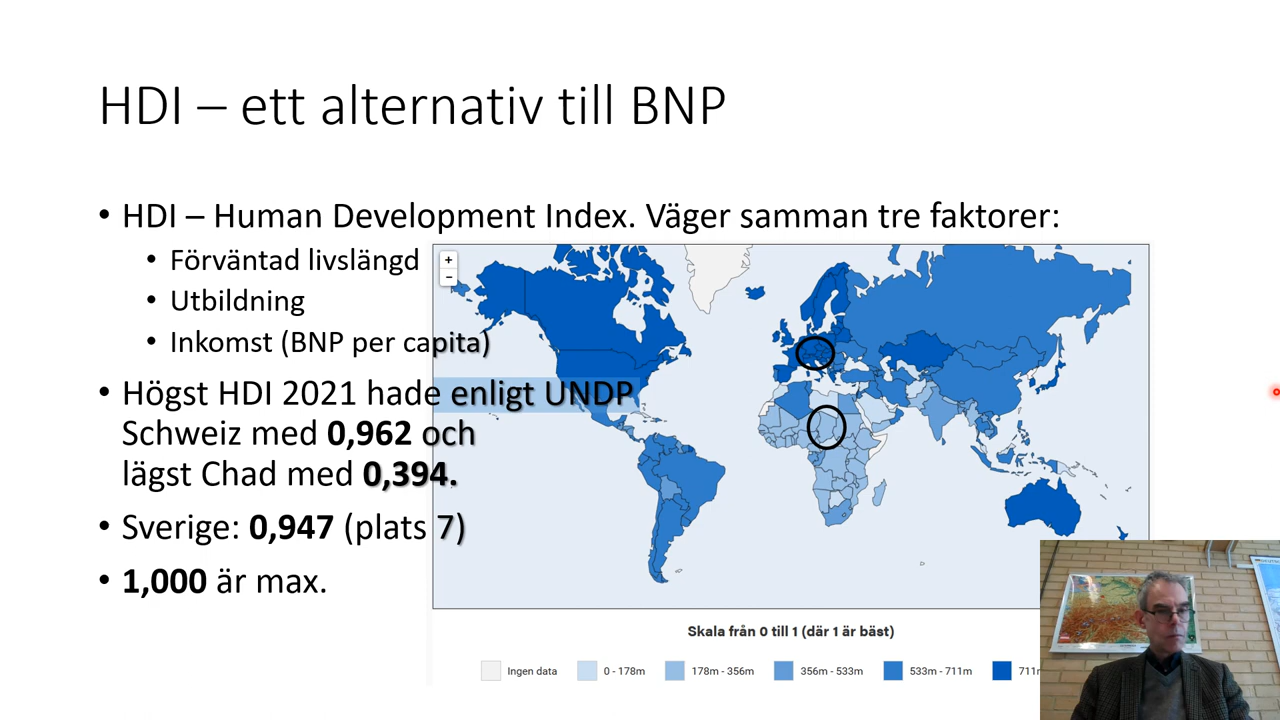 HDI – ett alternativ till BNP
• HDI – Human Development Index. Väger samman tre faktorer:
• Förväntad livslängd
• Utbildning
• Inkomst (BNP per capita)
• Högst HDI 2021 hade enligt UNDP
Schweiz med 0,962 och
lägst Chad med 0,394.
• Sverige: 0,947 (plats 7)
• 1,000 är max.
+
−
Skala från 0 till 1 (där 1 är bäst)
Ingen data
0 - 178m
178m - 356m
356m - 533m
533m - 711m